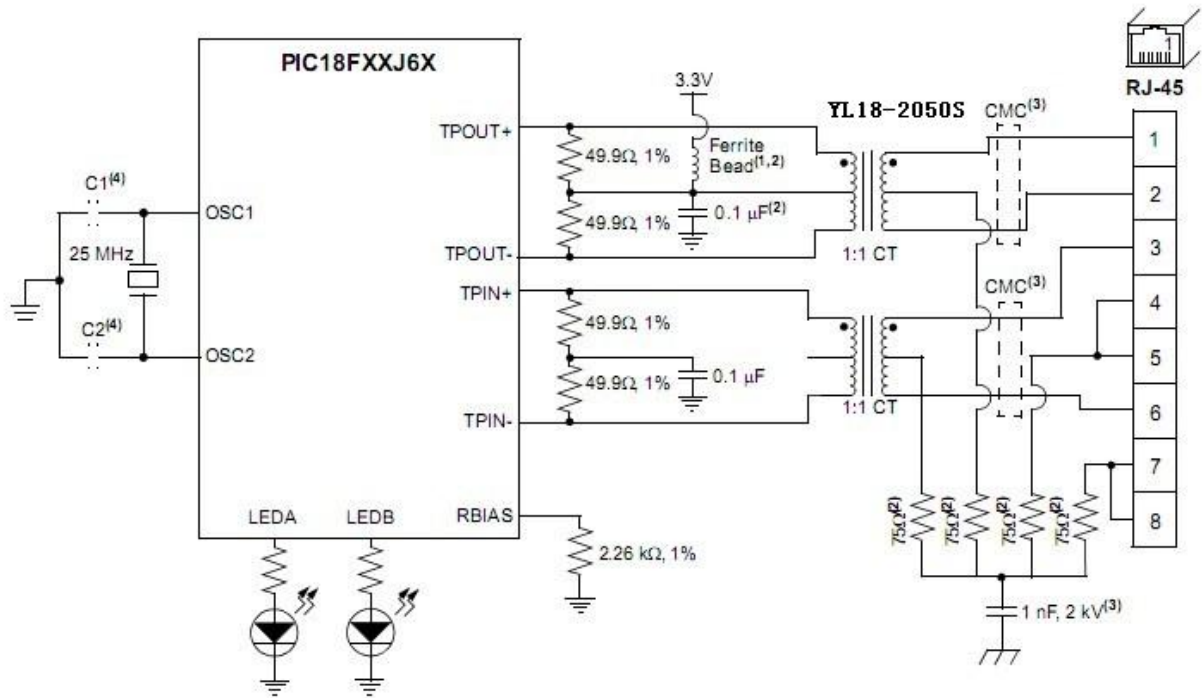 PIC18FXXJ6X
1
RJ-45
3.3V
YL18-2050S
CMC(3)
TPOUT+
49.9Ω, 1%
Ferrite
Bead(1,2)
1
C1(4)
OSC1
49.9Ω, 1%
0.1 µF(2)
2
25 MHz
TPOUT-
1:1 CT
3
TPIN+
CMC(3)
4
C2(4)
49.9Ω, 1%
OSC2
49.9Ω, 1%
0.1 µF
5
1:1 CT
6
TPIN-
7
LEDA
LEDB
RBIAS
75Ω(2)
75Ω(2)
75Ω(2)
75Ω(2)
8
2.26 kΩ, 1%
1 nF, 2 kV(3)